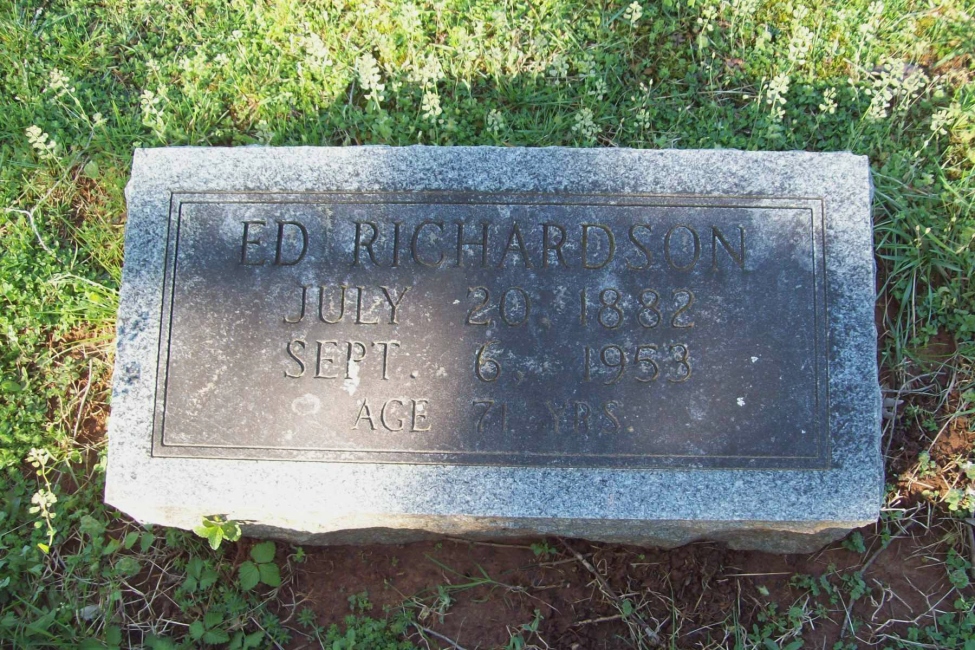 ED RICHARDSON
JULY 20, 1882
SEPT. 6, 1953
AGE 71 YRS.